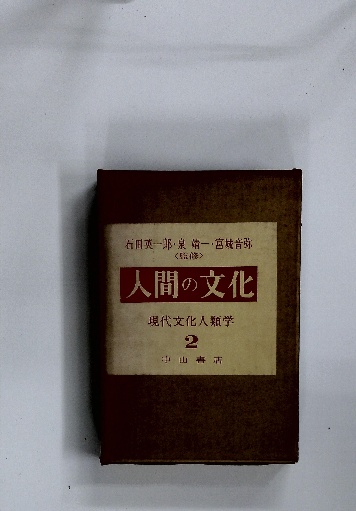 石田英一郎・泉 靖一・宮城音弥
〈監修〉
人間の文化
現代文化人類学
2
中山書店